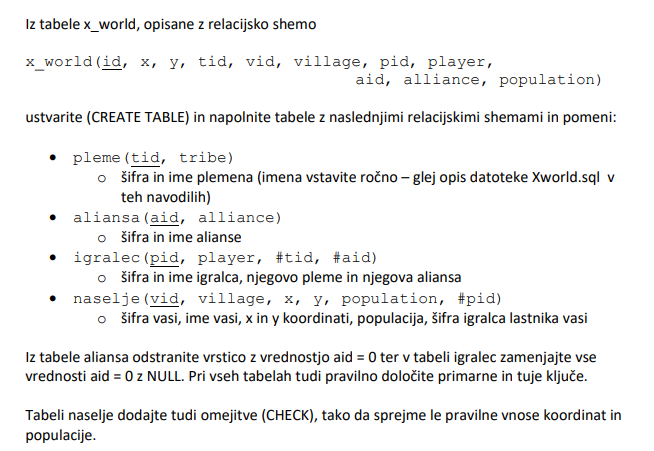 Iz tabele x_world, opisane z relacijsko shemo
x_world(id, x, y, tid, vid, village, pid, player,
aid, alliance, population)
ustvarite (CREATE TABLE) in napolnite tabele z naslednjimi relacijskimi shemami in pomeni:
• pleme(tid, tribe)
o šifra in ime plemena (imena vstavite ročno – glej opis datoteke Xworld.sql v
teh navodilih)
• aliansa(aid, alliance)
o šifra in ime alianse
• igralec(pid, player, #tid, #aid)
o šifra in ime igralca, njegovo pleme in njegova aliansa
• naselje(vid, village, x, y, population, #pid)
o šifra vasi, ime vasi, x in y koordinati, populacija, šifra igralca lastnika vasi
Iz tabele aliansa odstranite vrstico z vrednostjo aid = 0 ter v tabeli igralec zamenjajte vse
vrednosti aid = 0 z NULL. Pri vseh tabelah tudi pravilno določite primarne in tuje ključe.
Tabeli naselje dodajte tudi omejitve (CHECK), tako da sprejme le pravilne vnose koordinat in
populacije.